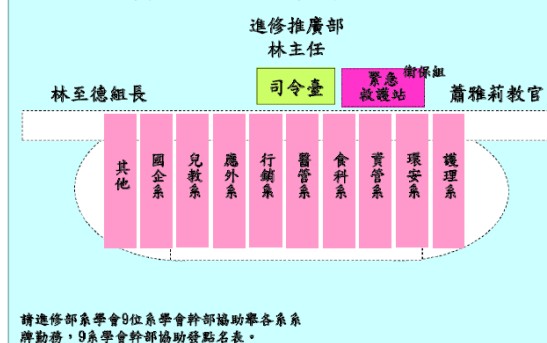 進修推廣部
林主任
司令臺
緊急
救護站
衛保組
林至德組長
蕭雅莉教官
其他
國企系
兒教系
應外系
行銷系
醫管系
食科系
資管系
環安系
護理系
請進修部系學會9位系學會幹部協助舉各系系
牌勤務，9系學會幹部協助發點名表。